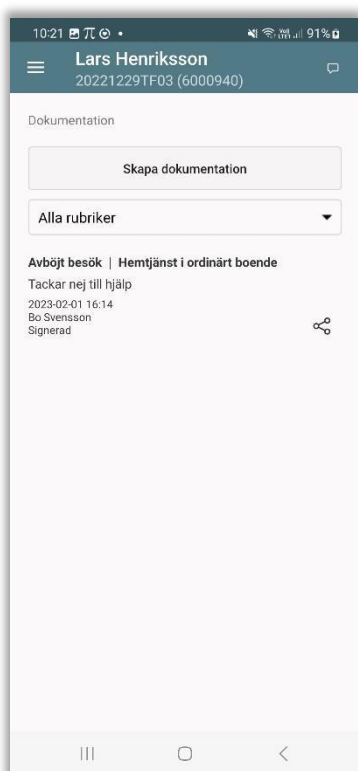 10:21 91%
Lars Henriksson
20221229TF03 (6000940)
Dokumentation
Skapa dokumentation
Alla rubriker
Avböjt besök | Hemtjänst i ordinärt boende
Tackar nej till hjälp
2023-02-01 16:14
Bo Svensson
Signerad